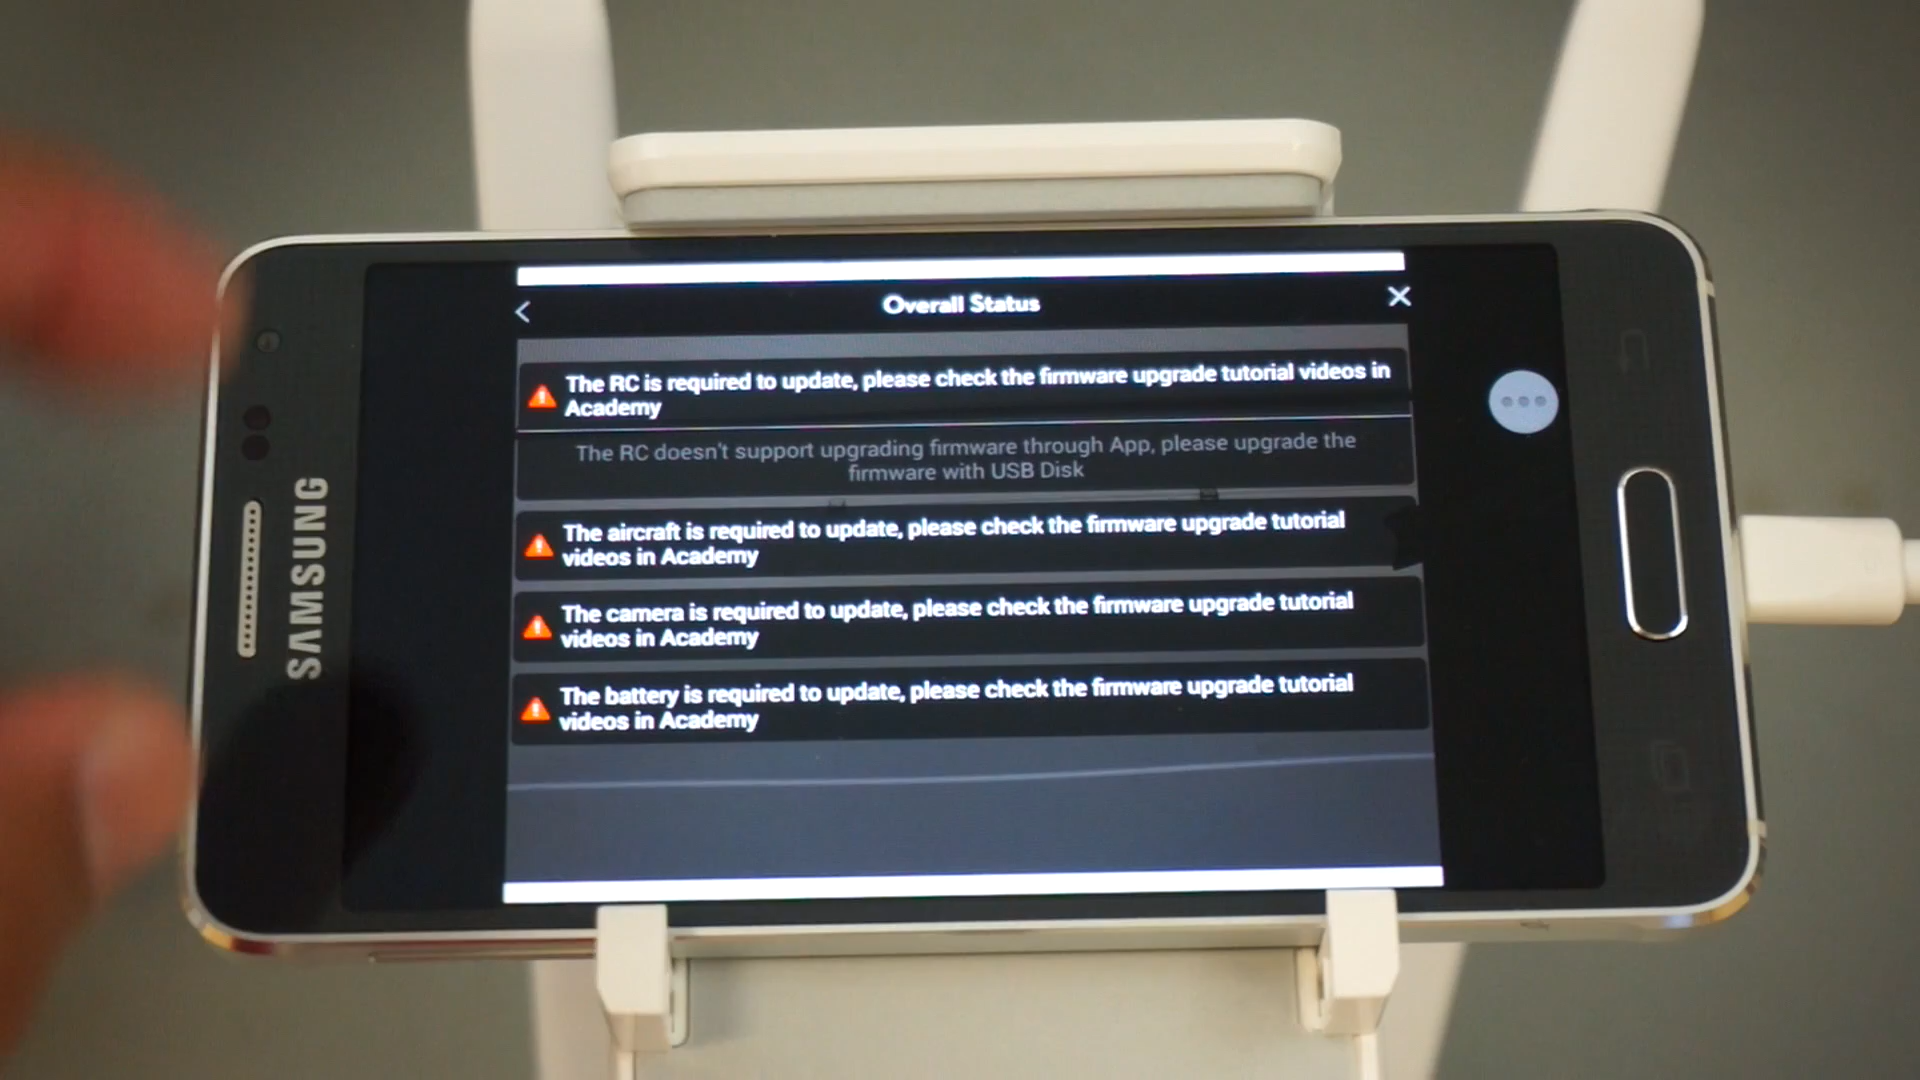 Overall Status
The RC is required to update, please check the firmware upgrade tutorial videos in
Academy
The RC doesn't support upgrading firmware through App, please upgrade the
firmware with USB Disk
The aircraft is required to update, please check the firmware upgrade tutorial
videos in Academy
The camera is required to update, please check the firmware upgrade tutorial
videos in Academy
The battery is required to update, please check the firmware upgrade tutorial
videos in Academy
SAMSUNG